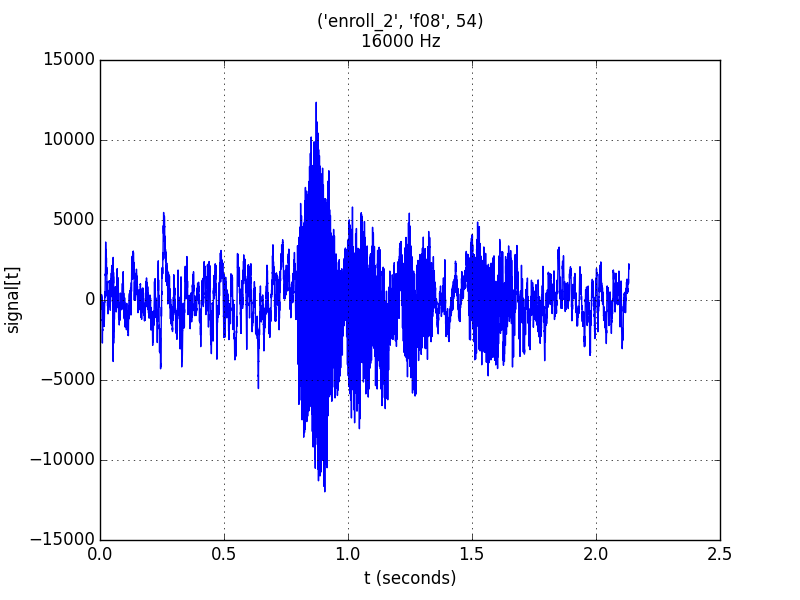 ('enroll_2', 'f08', 54)
16000 Hz
15000
10000
5000
0
−5000
−10000
−15000
signal[t]
0.0 0.5 1.0 1.5 2.0 2.5
t (seconds)